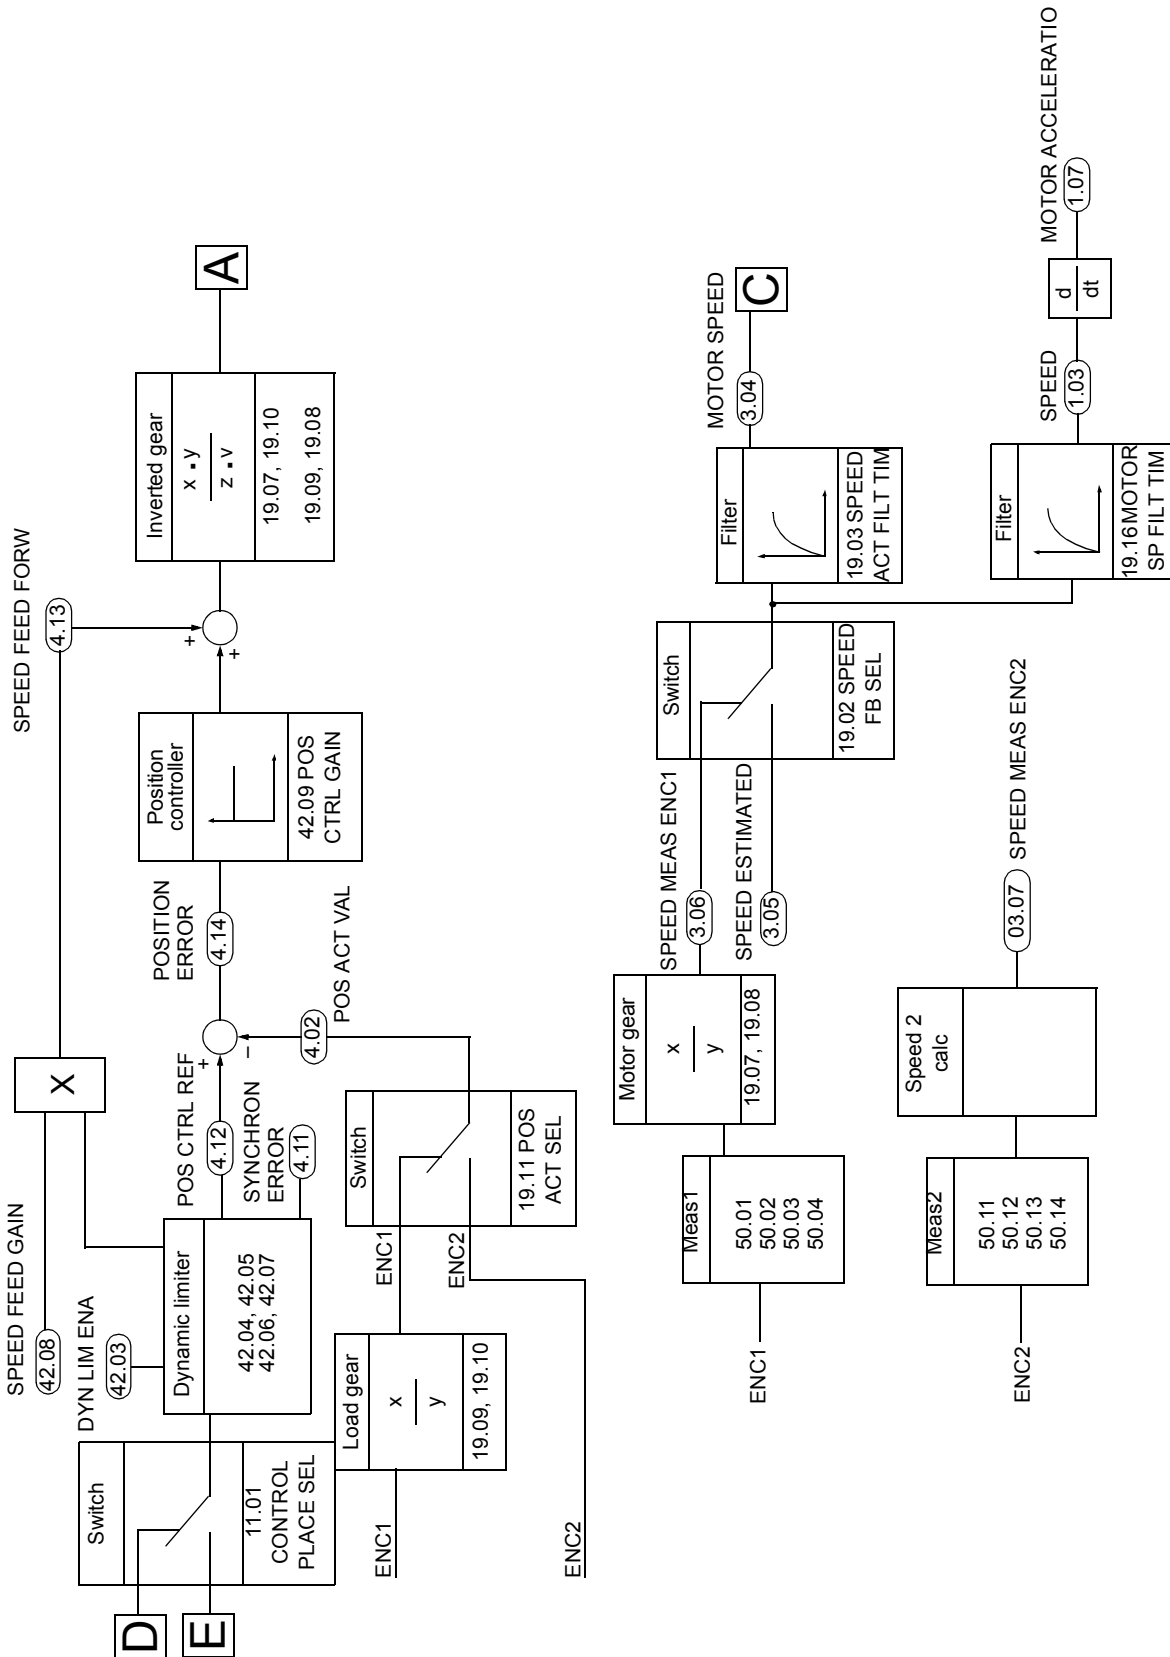 SPEED FEED GAIN
42.08
DYN LIM ENA
42.03
X
SPEED FEED FORW
4.13
D
E
Switch
11.01
CONTROL
PLACE SEL
Dynamic limiter
42.04, 42.05
42.06, 42.07
POS CTRL REF
4.12
SYNCHRON
ERROR
4.11
+
−
POSITION
ERROR
4.14
Position
controller
42.09 POS
CTRL GAIN
+
+
Inverted gear
x ▪ y
z ▪ v
19.07, 19.10
19.09, 19.08
A
4.02
POS ACT VAL
ENC1
Load gear
x
y
19.09, 19.10
ENC1
ENC2
Switch
19.11 POS
ACT SEL
ENC2
ENC1
Meas1
50.01
50.02
50.03
50.04
Motor gear
x
y
19.07, 19.08
SPEED MEAS ENC1
3.06
SPEED ESTIMATED
3.05
Switch
19.02 SPEED
FB SEL
Filter
19.03 SPEED
ACT FILT TIM
MOTOR SPEED
3.04
C
ENC2
Meas2
50.11
50.12
50.13
50.14
Speed 2
calc
03.07
SPEED MEAS ENC2
Filter
19.16MOTOR
SP FILT TIM
SPEED
1.03
d
dt
MOTOR ACCELERATIO
1.07